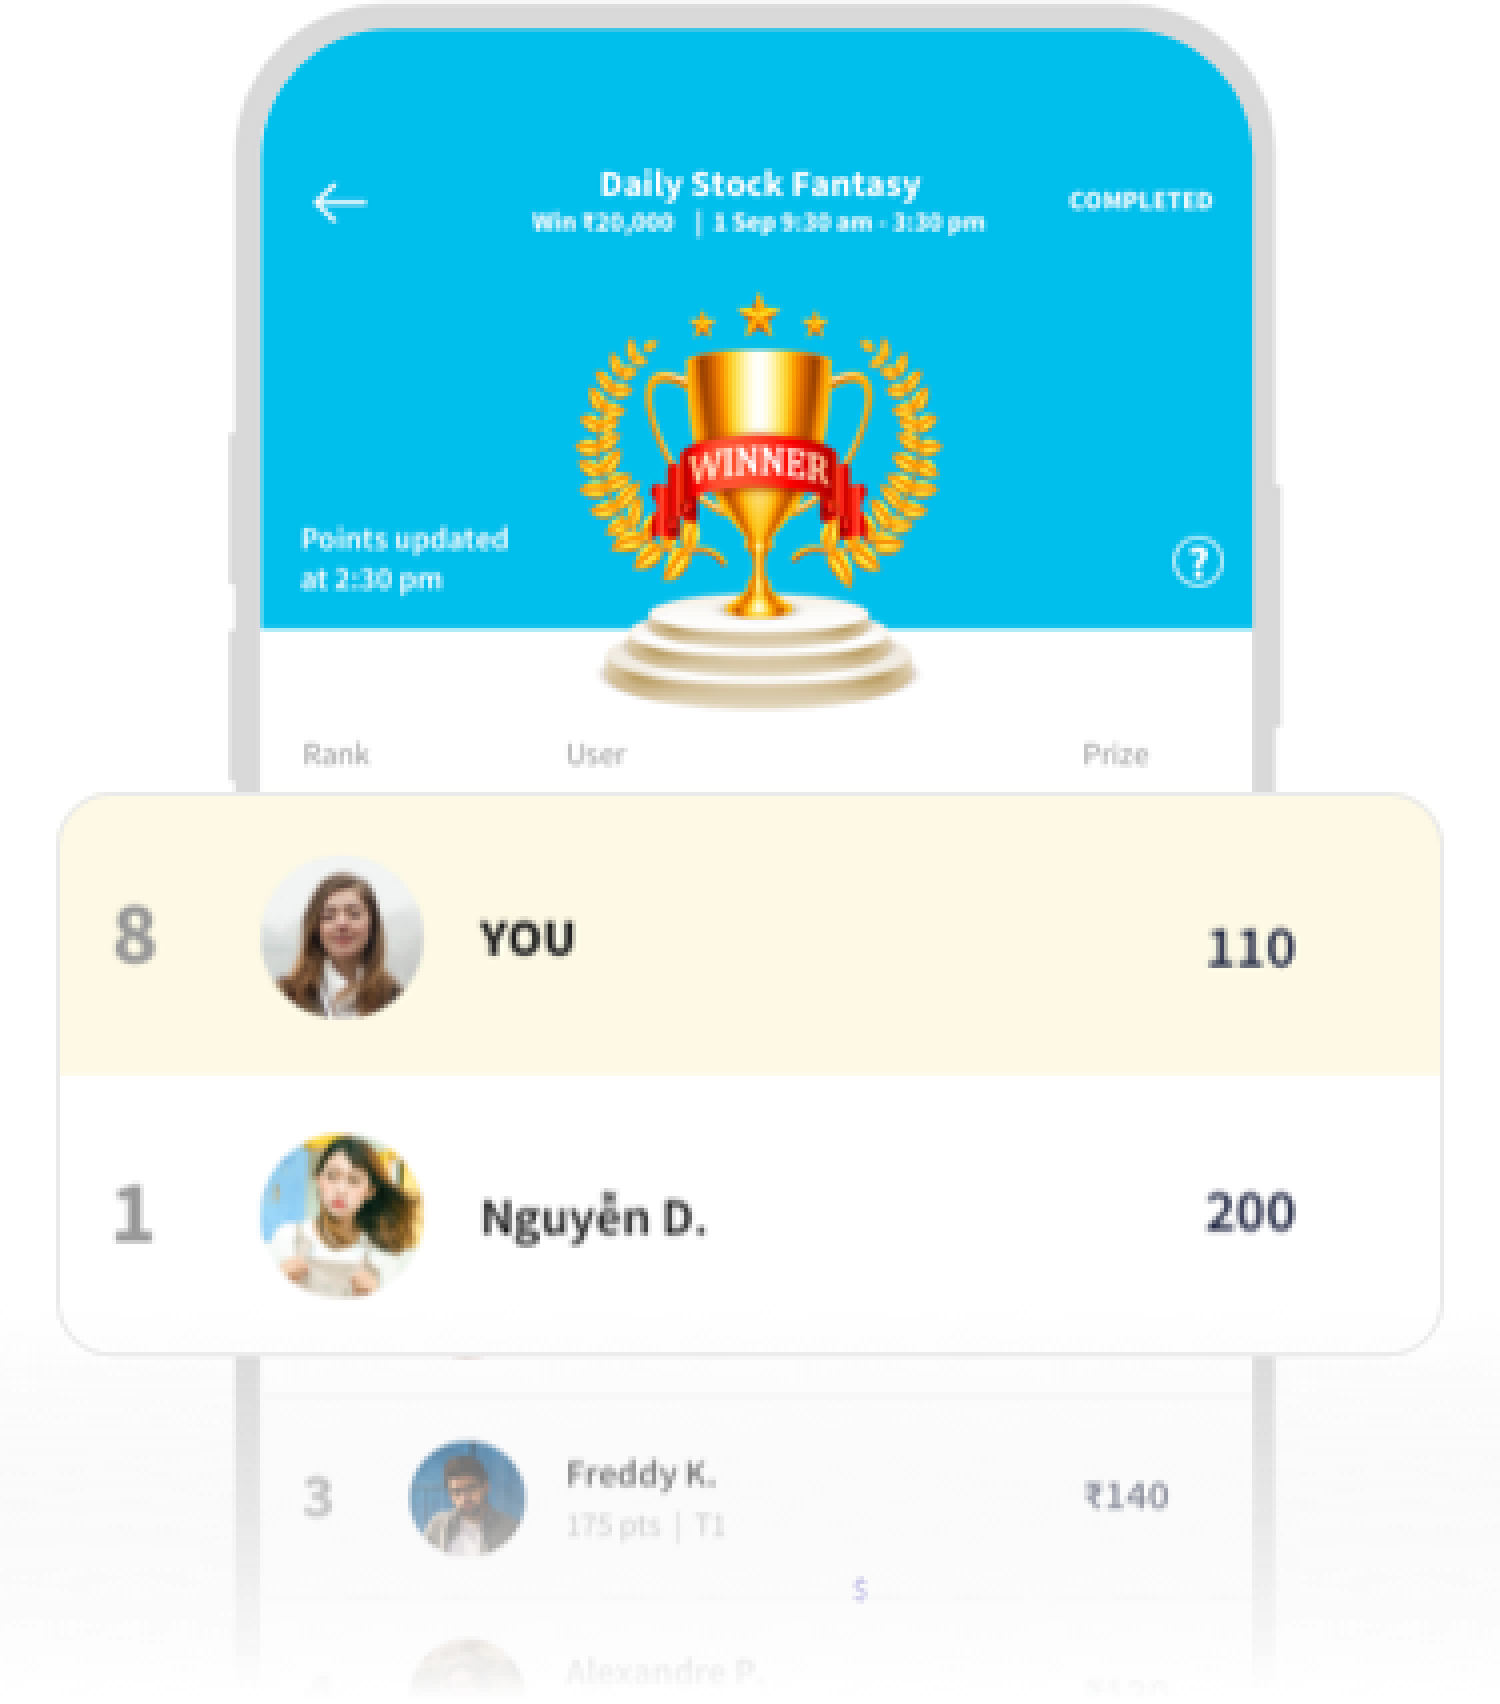 Daily Stock Fantasy
Win ₹20,000 | 1 Sep 9:30 am - 3:30 pm
COMPLETED
WINNER
Points updated
at 2:30 pm
?
Rank User Prize
8 YOU 110
1 Nguyễn D. 200
3 Freddy K. ₹140
175 pts | T1
$
Alexandre P.